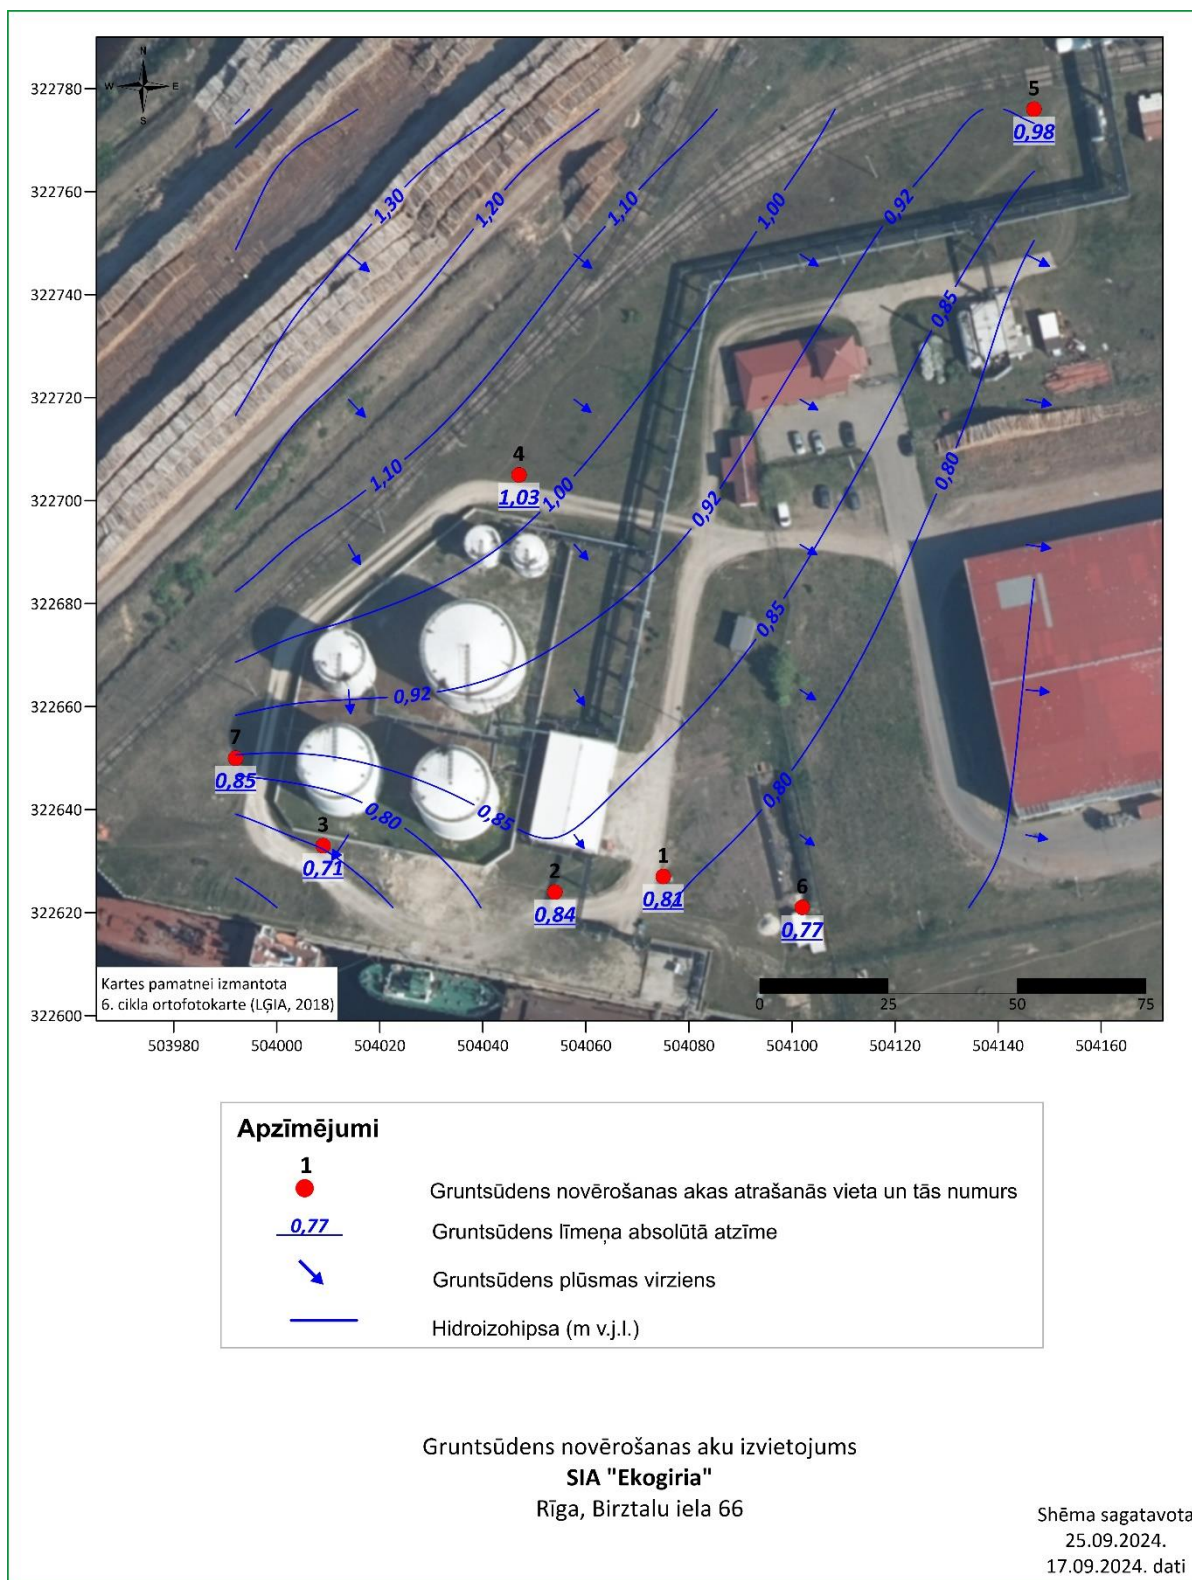 N
W E
S
322780
322760
322740
322720
322700
322680
322660
322640
322620
322600
503980 504000 504020 504040 504060 504080 504100 504120 504140 504160
1,30
1,20
1,10
1,00
0,92
0,85
0,80
1,10
1,00
0,92
0,85
0,80
0,92
0,85
0,80
5
0,98
4
1,03
7
0,85
3
0,71
2
0,84
1
0,81
6
0,77
Kartes pamatnei izmantota
6. cikla ortofotokarte (LĢIA, 2018)
0 25 50 75
Apzīmējumi
1
Gruntsūdens novērošanas akas atrašanās vieta un tās numurs
0,77
Gruntsūdens līmeņa absolūtā atzīme
Gruntsūdens plūsmas virziens
Hidroizohipsa (m v.j.l.)
Gruntsūdens novērošanas aku izvietojums
SIA "Ekogiria"
Rīga, Birztalu iela 66
Shēma sagatavota
25.09.2024.
17.09.2024. dati